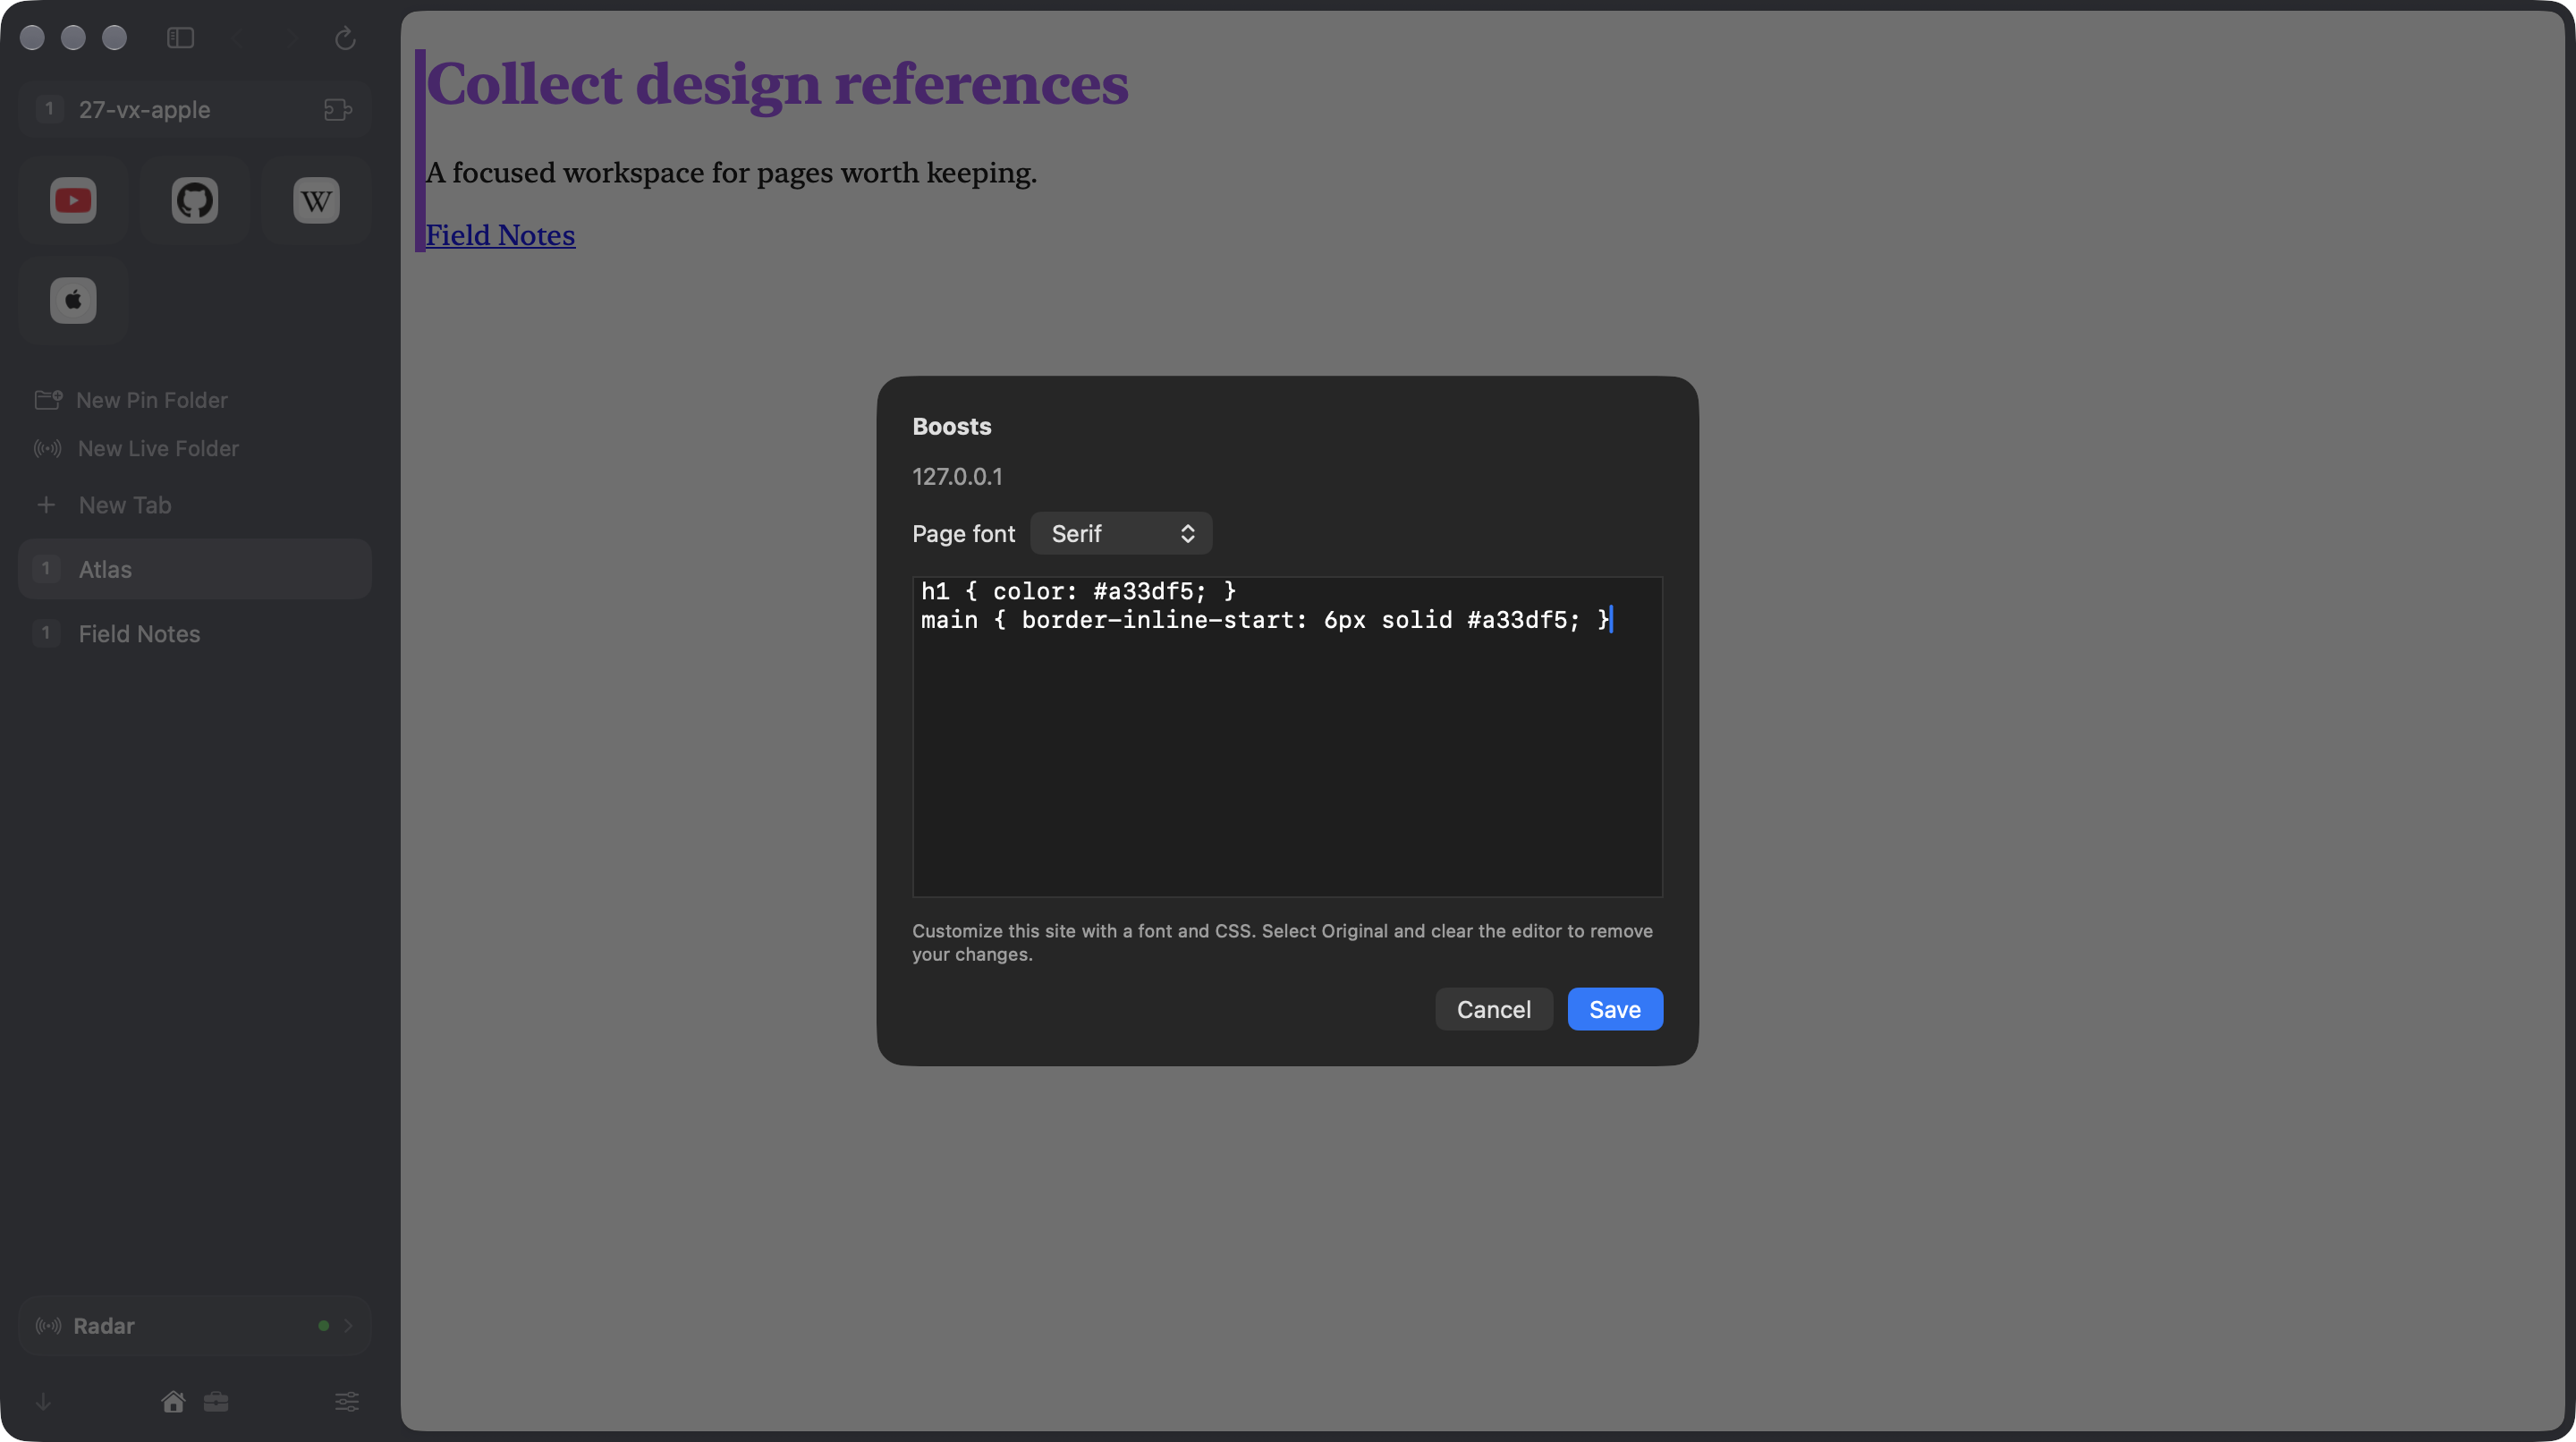 1 27-vx-apple
W
New Pin Folder
New Live Folder
New Tab
1 Atlas
1 Field Notes
Radar
Collect design references
A focused workspace for pages worth keeping.
Field Notes
Boosts
127.0.0.1
Page font Serif
h1 { color: #a33df5; }
main { border-inline-start: 6px solid #a33df5; }
Customize this site with a font and CSS. Select Original and clear the editor to remove
your changes.
Cancel Save